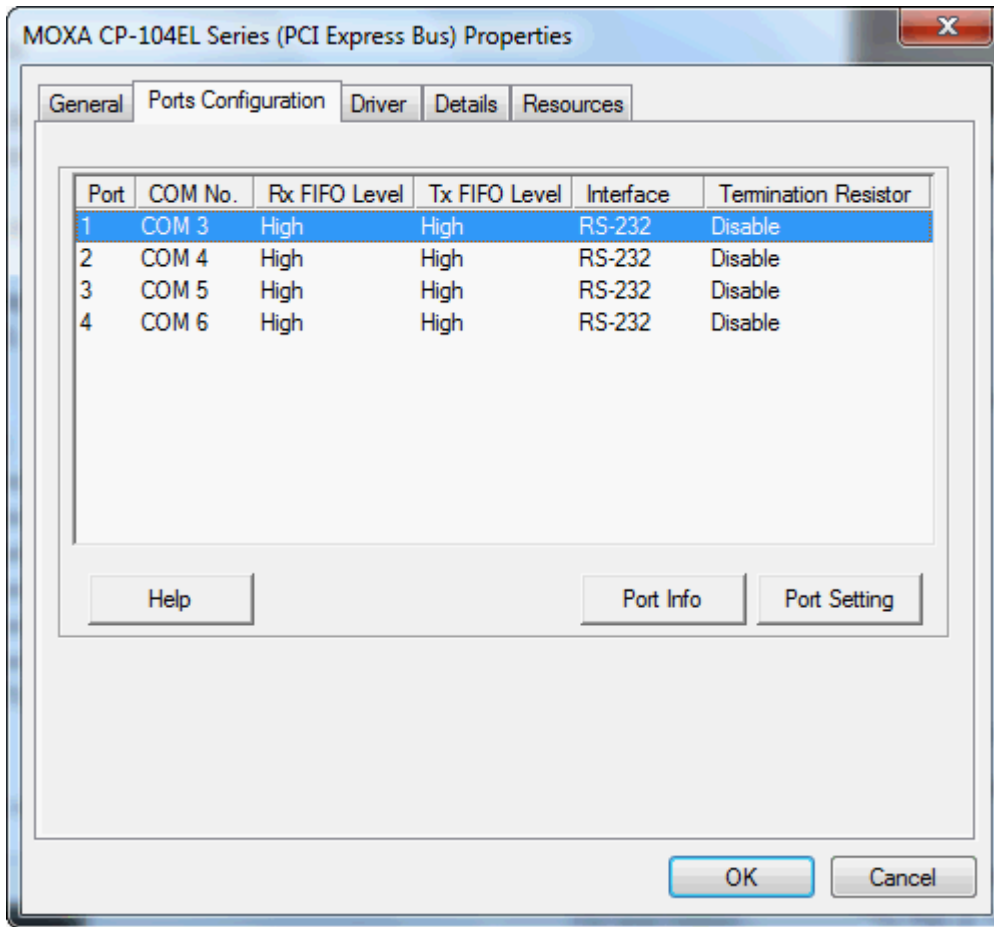 MOXA CP-104EL Series (PCI Express Bus) Properties
General Ports Configuration Driver Details Resources
Port COM No. Rx FIFO Level Tx FIFO Level Interface Termination Resistor
1 COM 3 High High RS-232 Disable
2 COM 4 High High RS-232 Disable
3 COM 5 High High RS-232 Disable
4 COM 6 High High RS-232 Disable
Help Port Info Port Setting
OK Cancel